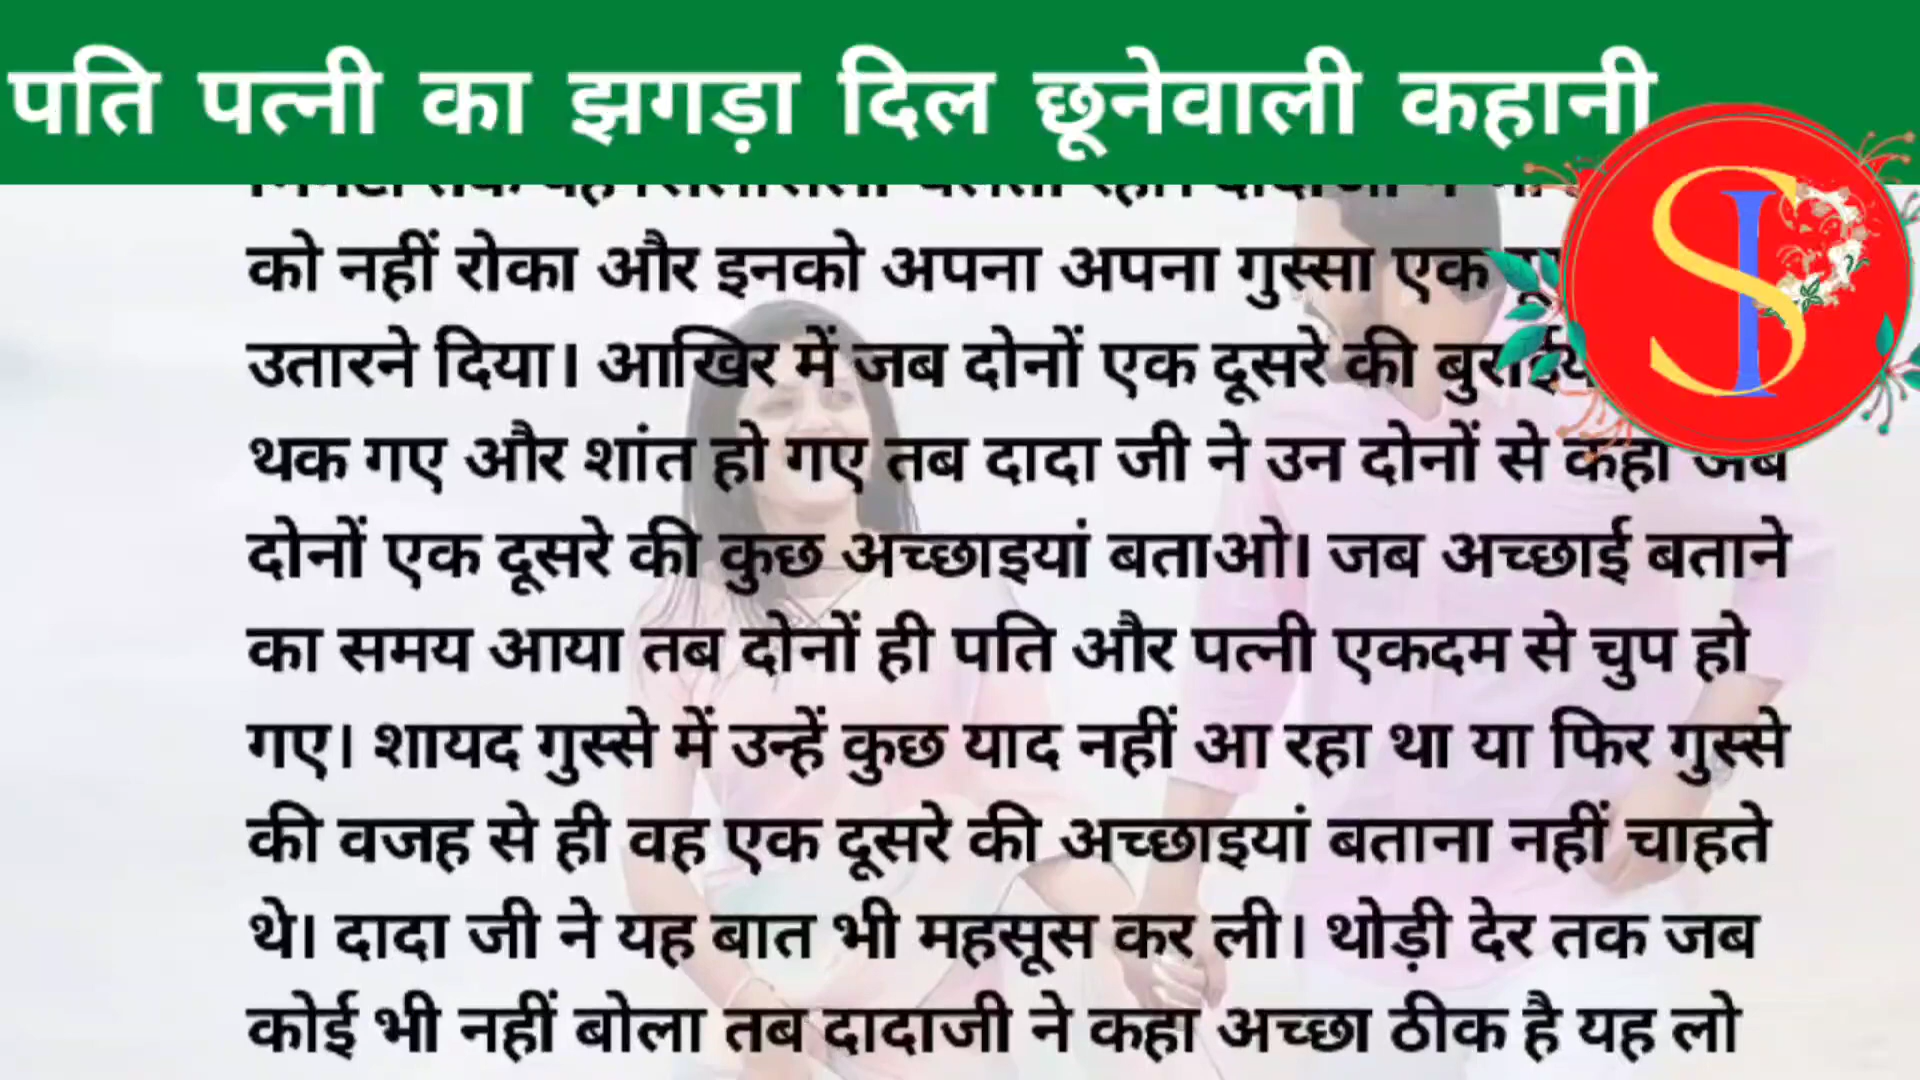 पति पत्नी का झगड़ा दिल छूनेवाली कहानी
को नहीं रोका और इनको अपना अपना गुस्सा एक
उतारने दिया। आखिर में जब दोनों एक दूसरे की
थक गए और शांत हो गए तब दादा जी ने उन दोनों से कहा अब
दोनों एक दूसरे की कुछ अच्छाइयां बताओ। जब अच्छाई बताने
का समय आया तब दोनों ही पति और पत्नी एकदम से चुप हो
गए। शायद गुस्से में उन्हें कुछ याद नहीं आ रहा था या फिर गुस्से
की वजह से ही वह एक दूसरे की अच्छाइयां बताना नहीं चाहते
थे। दादा जी ने यह बात भी महसूस कर ली। थोड़ी देर तक जब
कोई भी नहीं बोला तब दादाजी ने कहा अच्छा ठीक है यह लो
SI